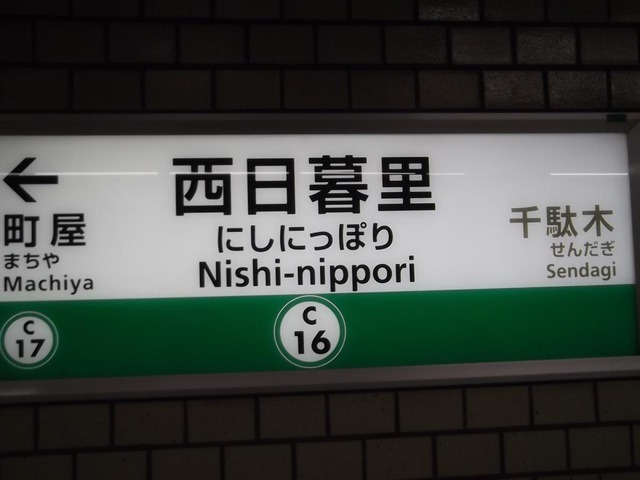 ←
町屋
まちや
Machiya
C
17
西日暮里
にしにっぽり
Nishi-nippori
C
16
千駄木
せんだぎ
Sendagi